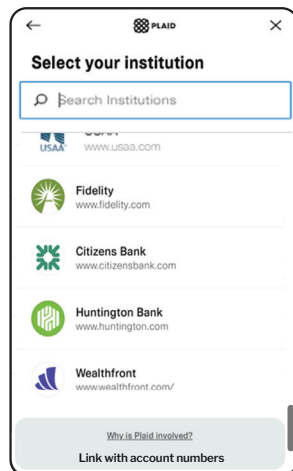 PLAID
Select your institution
Search Institutions
USAA
USAA
www.usaa.com
Fidelity
www.fidelity.com
Citizens Bank
www.citizensbank.com
Huntington Bank
www.huntington.com
Wealthfront
www.wealthfront.com/
Why is Plaid involved?
Link with account numbers